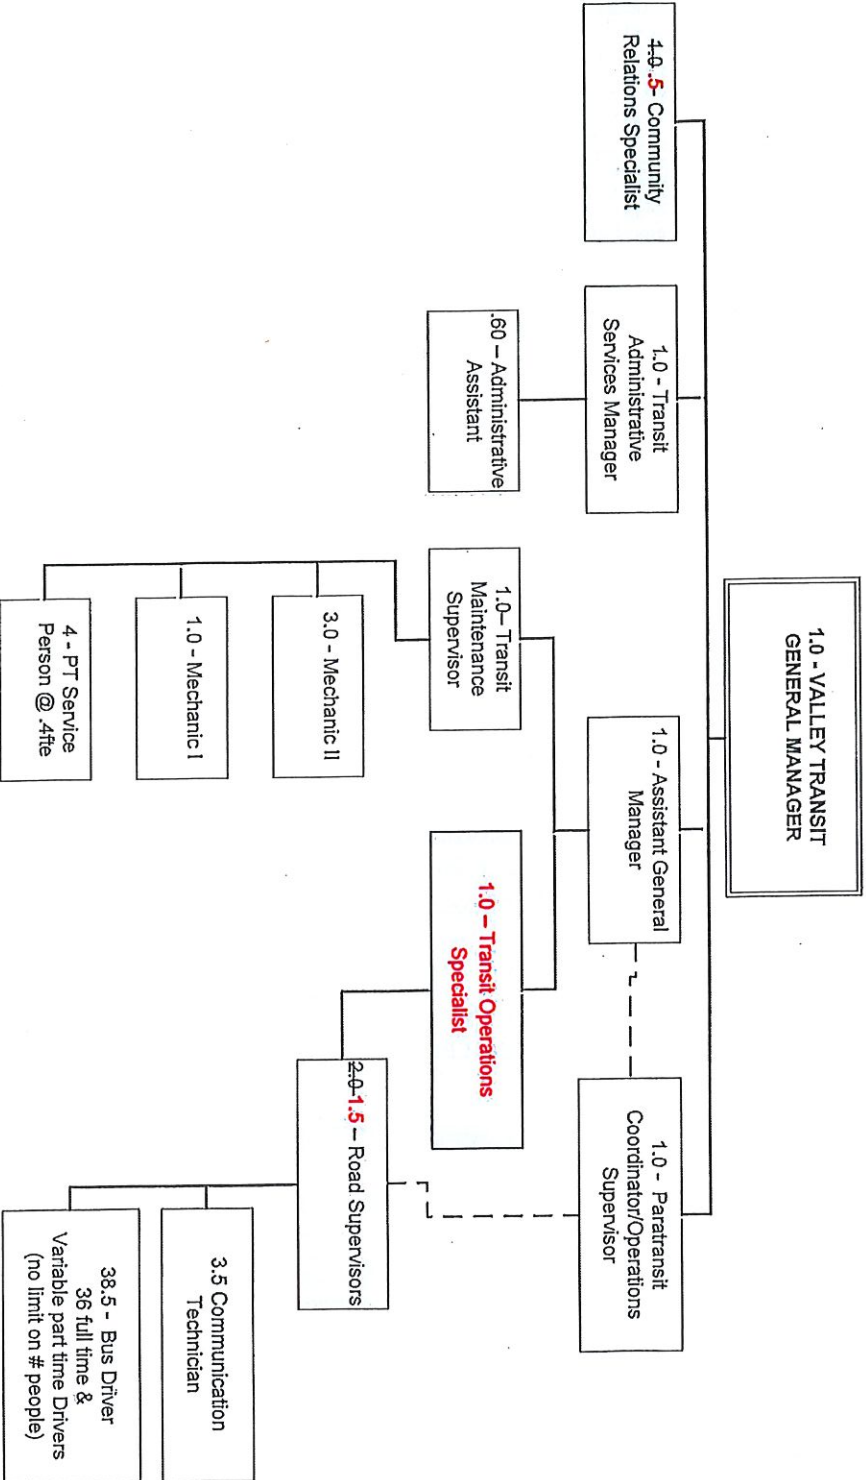 1.0 - VALLEY TRANSIT
GENERAL MANAGER
1.0 .5- Community
Relations Specialist
1.0 - Transit
Administrative
Services Manager
.60 – Administrative
Assistant
1.0 - Assistant General
Manager
1.0 - Paratransit
Coordinator/Operations
Supervisor
1.0– Transit
Maintenance
Supervisor
3.0 - Mechanic II
1.0 - Mechanic I
4 - PT Service
Person @ .4fte
1.0 – Transit Operations
Specialist
2.0 1.5 – Road Supervisors
3.5 Communication
Technician
38.5 - Bus Driver
36 full time &
Variable part time Drivers
(no limit on # people)